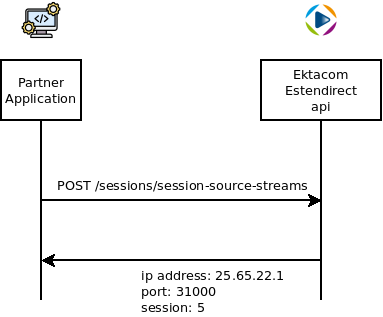 </>
Partner
Application
Ektacom
Estendirect
api
POST /sessions/session-source-streams
ip address: 25.65.22.1
port: 31000
session: 5